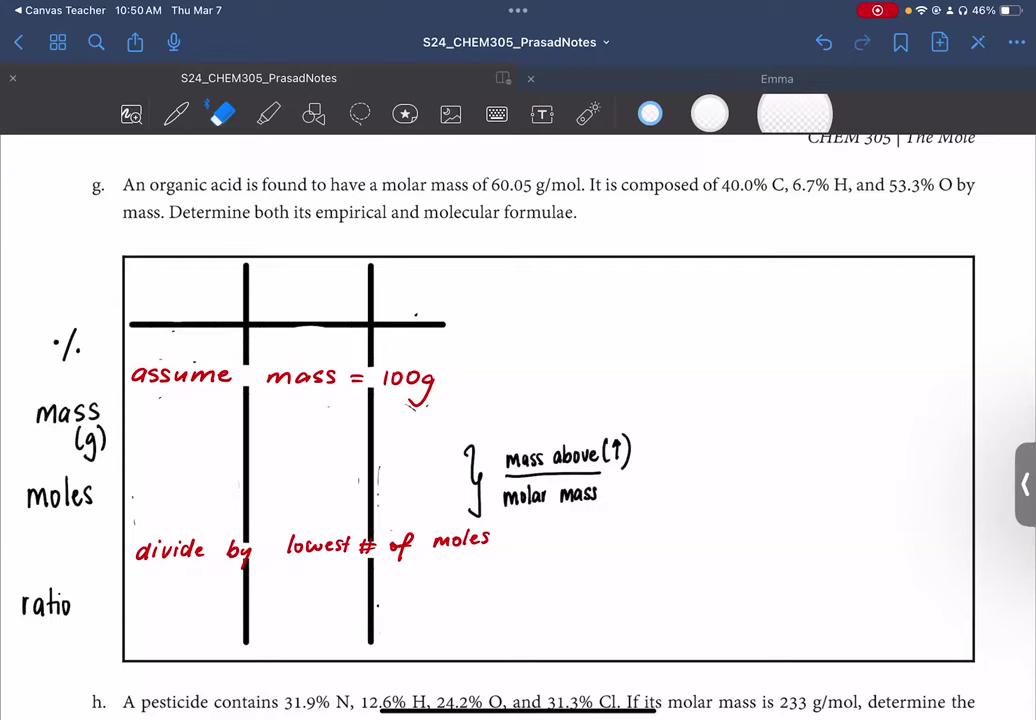 Canvas Teacher 10:50 AM Thu Mar 7
46%
S24_CHEM305_PrasadNotes
S24_CHEM305_PrasadNotes
Emma
CHEM 305 | The Mole
g. An organic acid is found to have a molar mass of 60.05 g/mol. It is composed of 40.0% C, 6.7% H, and 53.3% O by
mass. Determine both its empirical and molecular formulae.
%
assume mass = 100g
mass
(g)
mass above (↑)
moles
molar mass
divide by lowest # of moles
ratio
h. A pesticide contains 31.9% N, 12.6% H, 24.2% O, and 31.3% Cl. If its molar mass is 233 g/mol, determine the